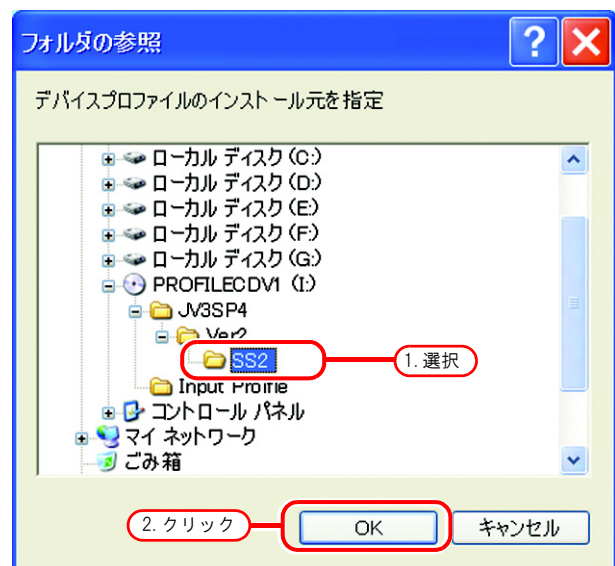 フォルダの参照
デバイスプロファイルのインストール元を指定
ローカル ディスク (C:)
ローカル ディスク (D:)
ローカル ディスク (E:)
ローカル ディスク (F:)
ローカル ディスク (G:)
PROFILECDV1 (I:)
JV3SP4
Ver2
SS2
1. 選択
Input Profile
コントロール パネル
マイ ネットワーク
ごみ箱
2. クリック
OK
キャンセル